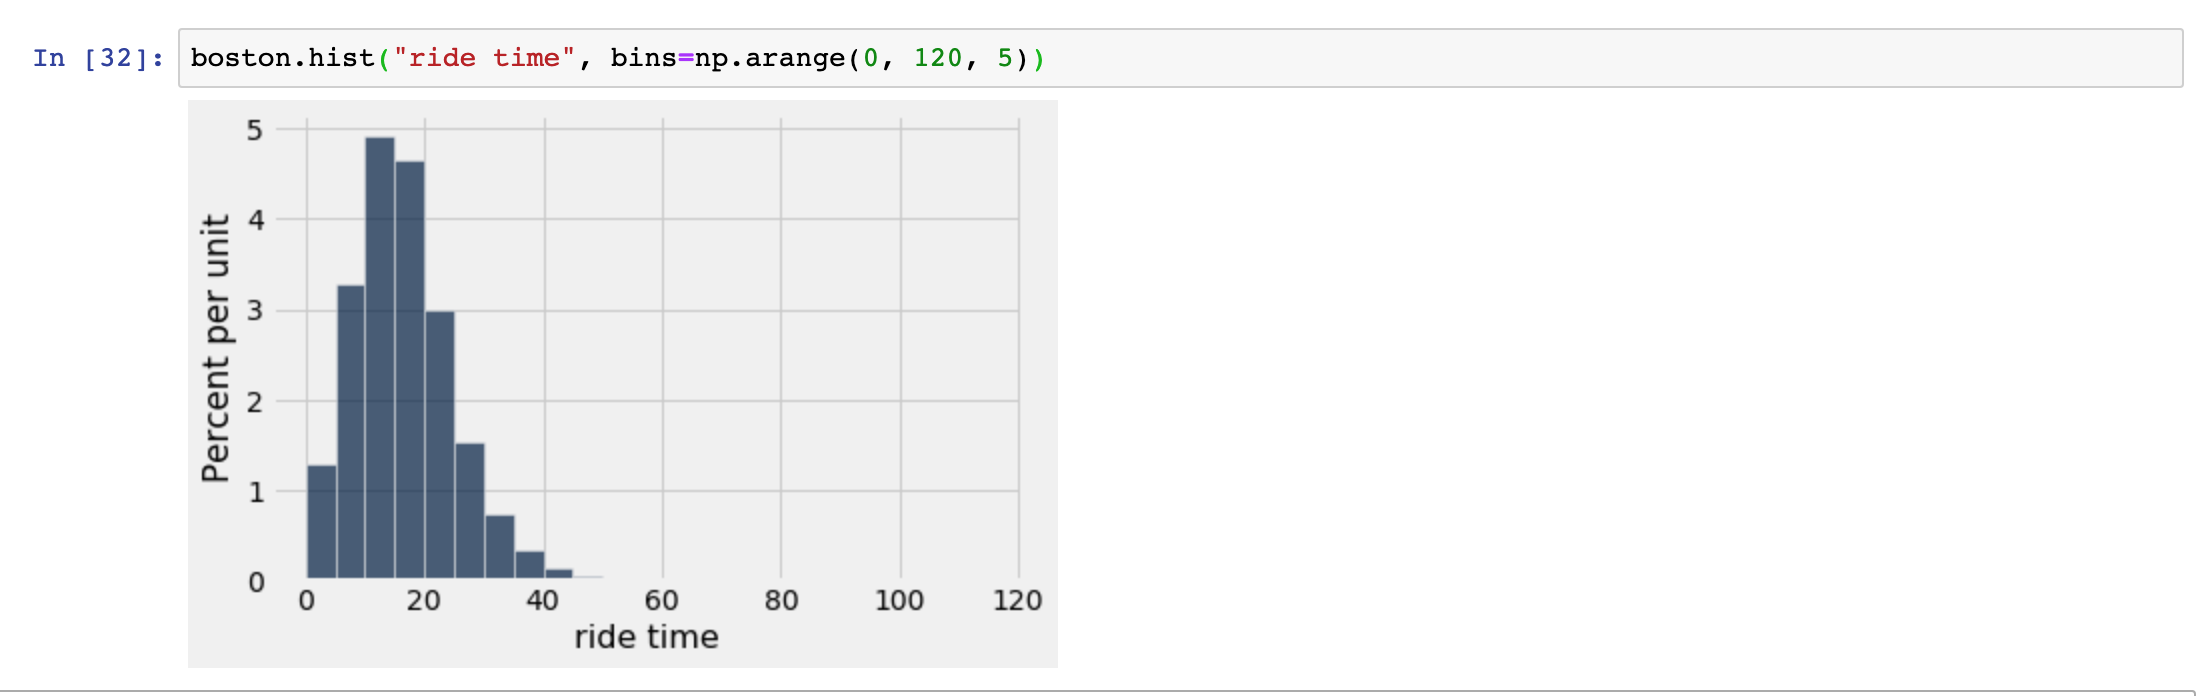 In [32]: boston.hist("ride time", bins=np.arange(0, 120, 5))
5
4
3
2
1
0
Percent per unit
0 20 40 60 80 100 120
ride time